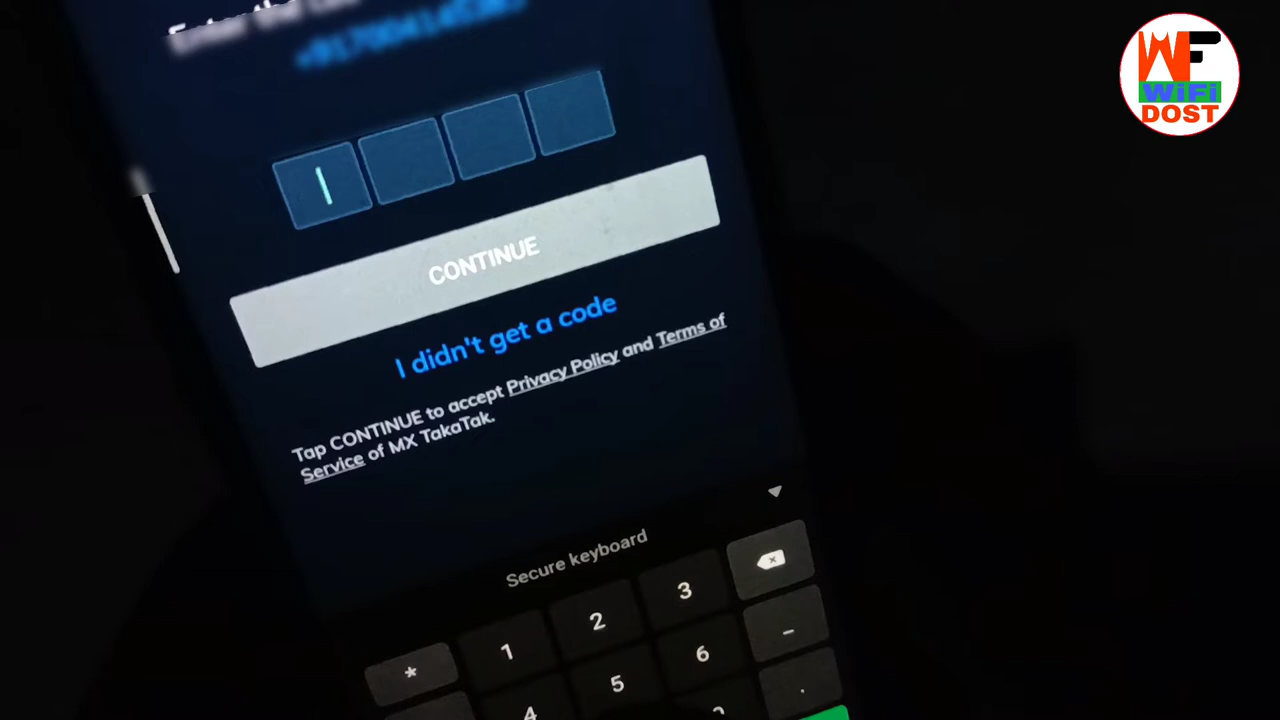 WF
WiFi
DOST
CONTINUE
I didn't get a code
Tap CONTINUE to accept Privacy Policy and Terms of
Service of MX TakaTak.
Secure keyboard
* 1 2 3
4 5 6 _
.